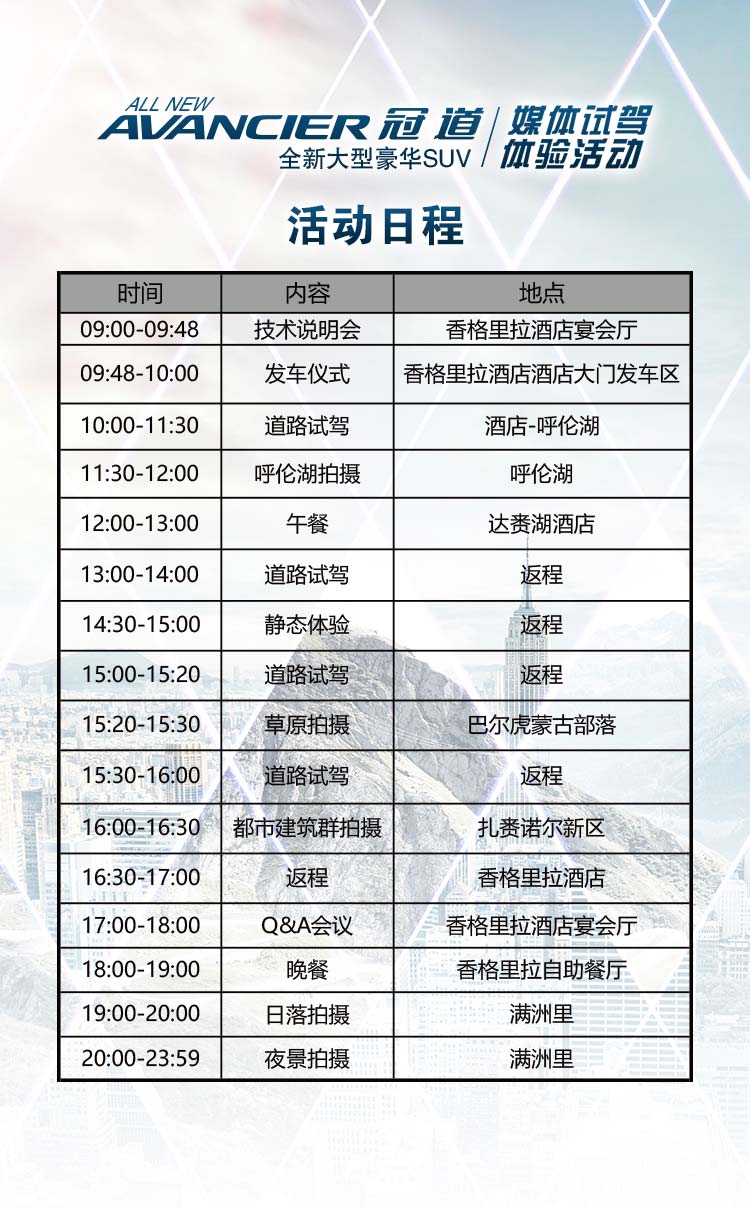 ALL NEW
AVANCIER 冠道
全新大型豪华SUV
媒体试驾
体验活动
活动日程
时间 内容 地点
09:00-09:48 技术说明会 香格里拉酒店宴会厅
09:48-10:00 发车仪式 香格里拉酒店酒店大门发车区
10:00-11:30 道路试驾 酒店-呼伦湖
11:30-12:00 呼伦湖拍摄 呼伦湖
12:00-13:00 午餐 达赉湖酒店
13:00-14:00 道路试驾 返程
14:30-15:00 静态体验 返程
15:00-15:20 道路试驾 返程
15:20-15:30 草原拍摄 巴尔虎蒙古部落
15:30-16:00 道路试驾 返程
16:00-16:30 都市建筑群拍摄 扎赉诺尔新区
16:30-17:00 返程 香格里拉酒店
17:00-18:00 Q&A会议 香格里拉酒店宴会厅
18:00-19:00 晚餐 香格里拉自助餐厅
19:00-20:00 日落拍摄 满洲里
20:00-23:59 夜景拍摄 满洲里